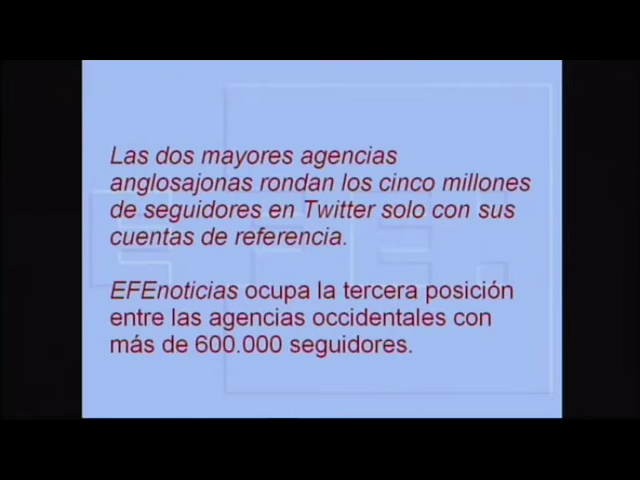 Las dos mayores agencias
anglosajonas rondan los cinco millones
de seguidores en Twitter solo con sus
cuentas de referencia.
EFEnoticias ocupa la tercera posición
entre las agencias occidentales con
más de 600.000 seguidores.